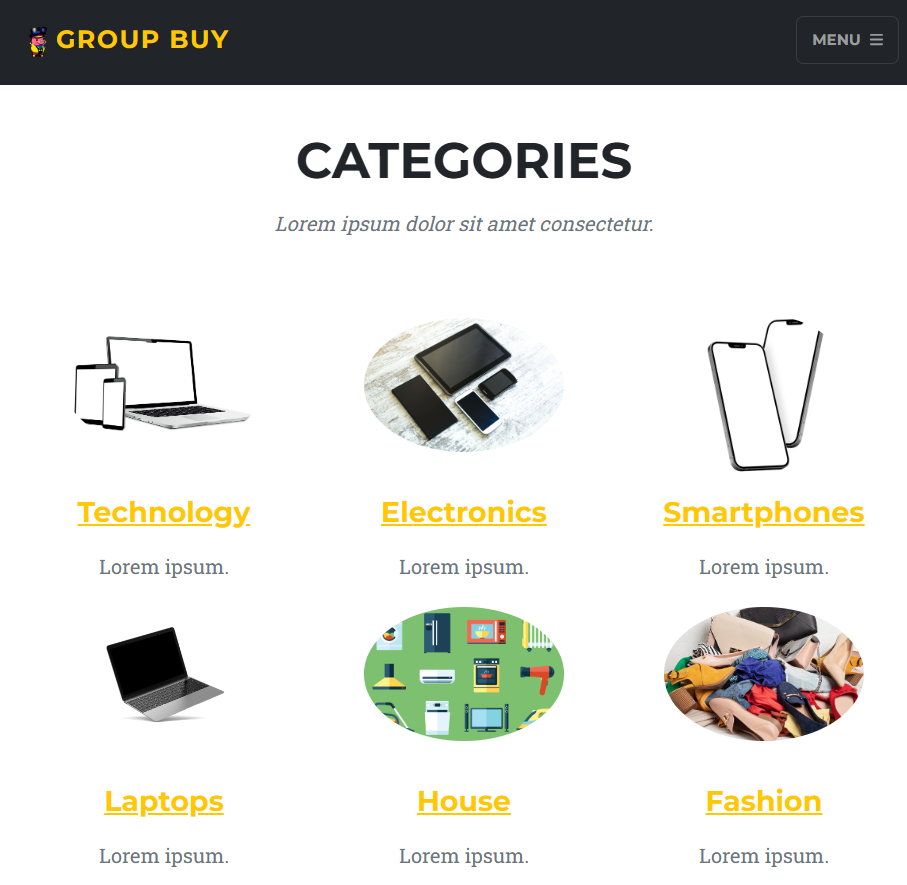 GROUP BUY
MENU
CATEGORIES
Lorem ipsum dolor sit amet consectetur.
Technology
Electronics
Smartphones
Lorem ipsum.
Lorem ipsum.
Lorem ipsum.
Laptops
House
Fashion
Lorem ipsum.
Lorem ipsum.
Lorem ipsum.